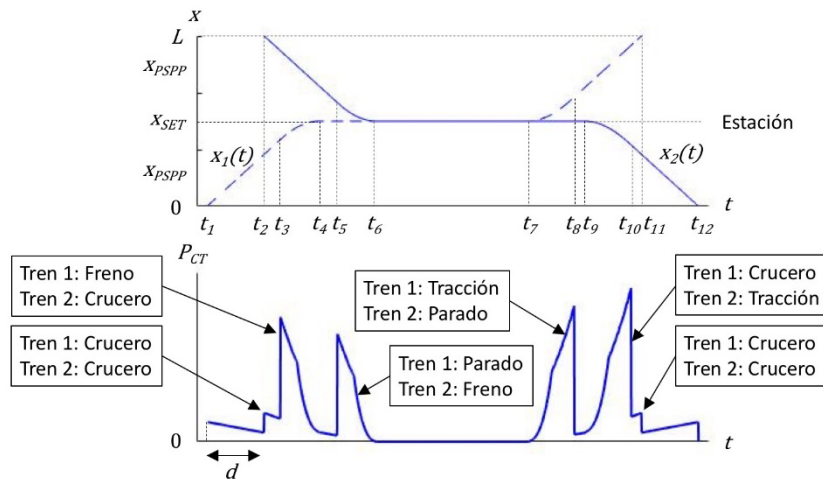 x
L
x_PSPP
x_SET
x_PSPP
0
x_1(t)
x_2(t)
Estación
t
t_1 t_2 t_3 t_4 t_5 t_6 t_7 t_8 t_9 t_10 t_11 t_12
P_CT
Tren 1: Freno
Tren 2: Crucero
Tren 1: Crucero
Tren 2: Crucero
Tren 1: Tracción
Tren 2: Parado
Tren 1: Parado
Tren 2: Freno
Tren 1: Crucero
Tren 2: Tracción
Tren 1: Crucero
Tren 2: Crucero
0
t
d